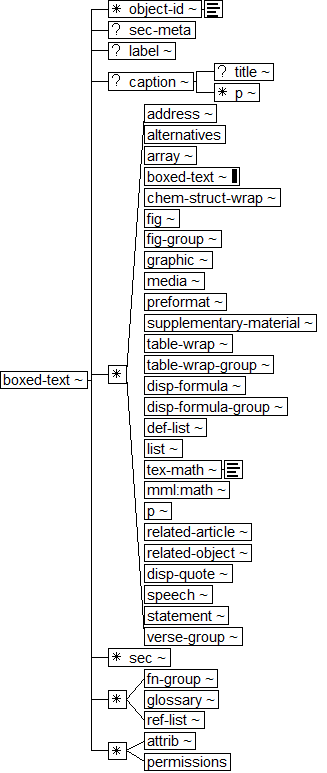 * object-id ~
? sec-meta
? label ~
? caption ~
? title ~
* p ~
address ~
alternatives
array ~
boxed-text ~
chem-struct-wrap ~
fig ~
fig-group ~
graphic ~
media ~
preformat ~
supplementary-material ~
table-wrap ~
table-wrap-group ~
boxed-text ~
*
disp-formula ~
disp-formula-group ~
def-list ~
list ~
tex-math ~
mml:math ~
p ~
related-article ~
related-object ~
disp-quote ~
speech ~
statement ~
verse-group ~
* sec ~
*
fn-group ~
glossary ~
ref-list ~
*
attrib ~
permissions